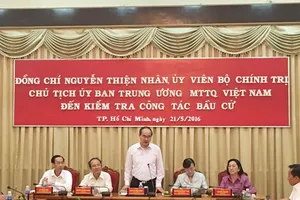 ĐỒNG CHÍ NGUYỄN THIỆN NHÂN ỦY VIÊN BỘ CHÍNH TRỊ
CHỦ TỊCH ỦY BAN TRUNG ƯƠNG MTTQ VIỆT NAM
ĐẾN KIỂM TRA CÔNG TÁC BẦU CỬ
TP. Hồ Chí Minh, ngày 21/5/2016